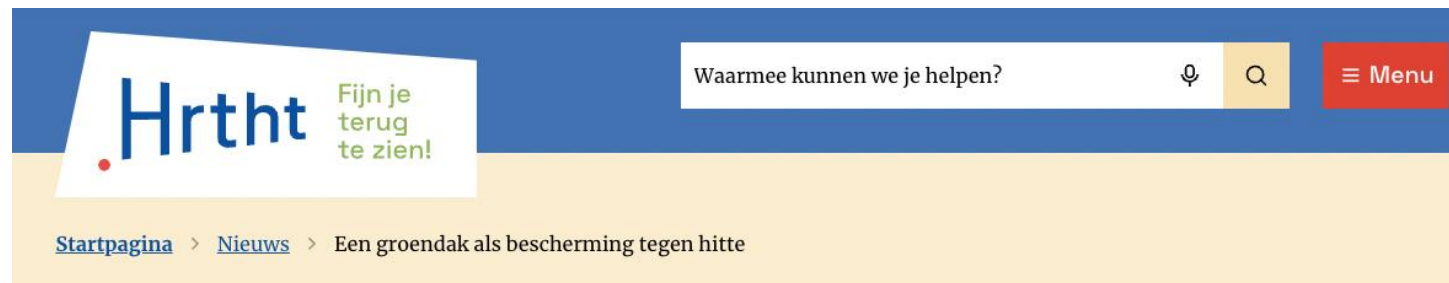 .Hrtht
Fijn je
terug
te zien!
Waarmee kunnen we je helpen?
Menu
Startpagina > Nieuws > Een groendak als bescherming tegen hitte